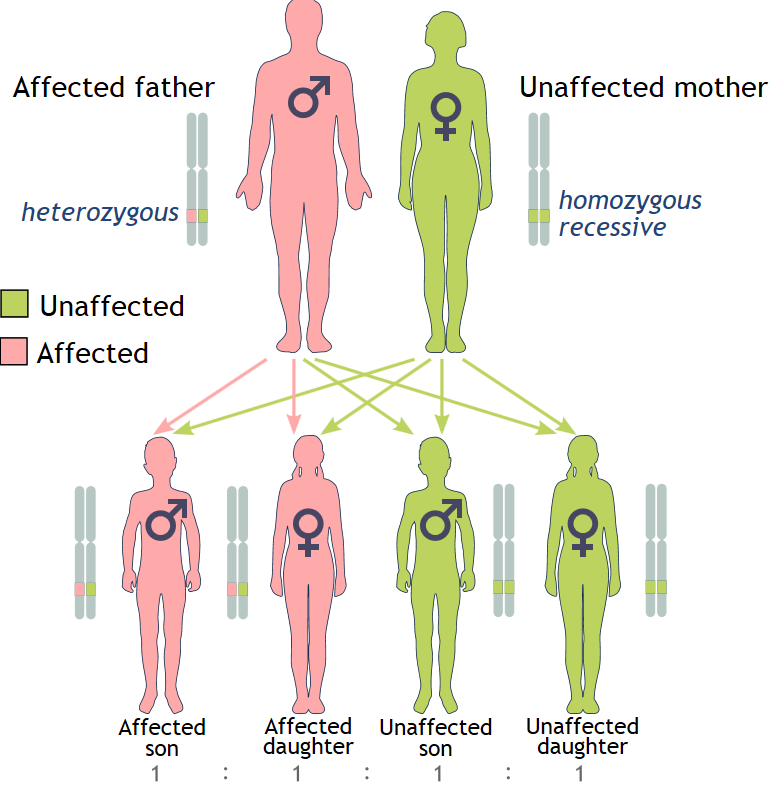 Affected father
Unaffected mother
heterozygous
homozygous
recessive
Unaffected
Affected
Affected
son
Affected
daughter
Unaffected
son
Unaffected
daughter
1 : 1 : 1 : 1